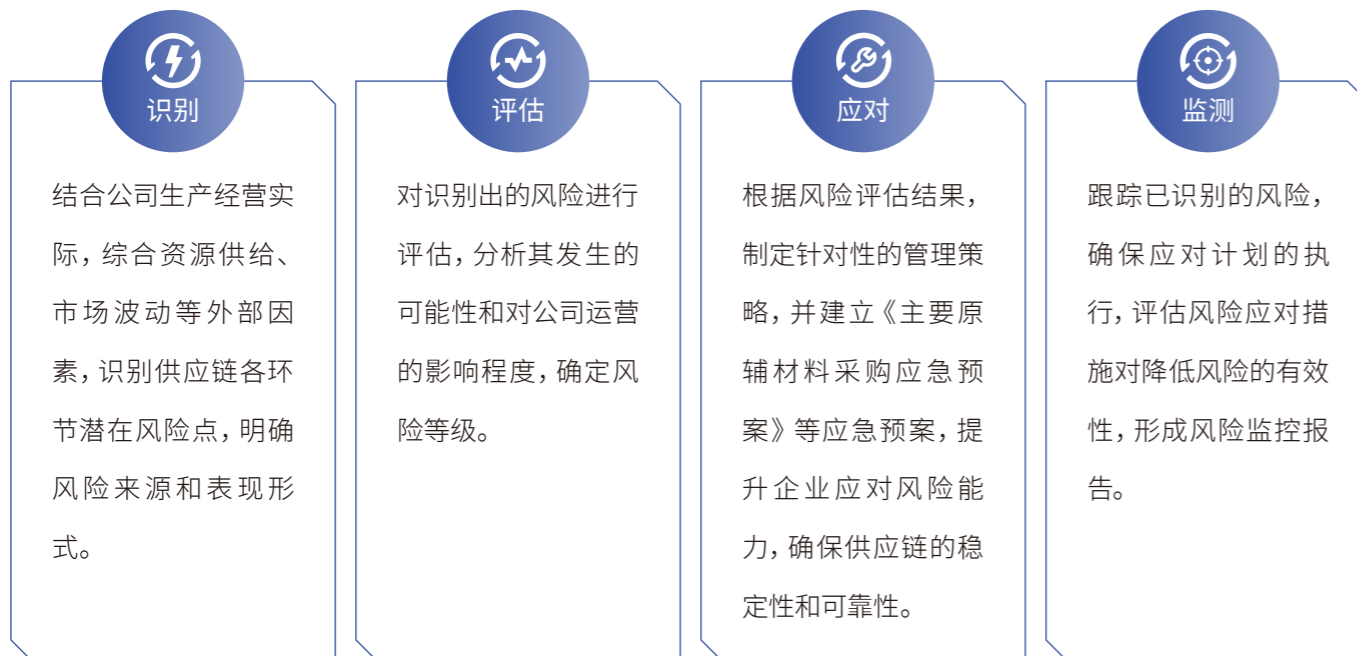 识别
结合公司生产经营实
际，综合资源供给、
市场波动等外部因
素，识别供应链各环
节潜在风险点，明确
风险来源和表现形
式。
评估
对识别出的风险进行
评估，分析其发生的
可能性和对公司运营
的影响程度，确定风
险等级。
应对
根据风险评估结果，
制定针对性的管理策
略，并建立《主要原
辅材料采购应急预
案》等应急预案，提
升企业应对风险能
力，确保供应链的稳
定性和可靠性。
监测
跟踪已识别的风险，
确保应对计划的执
行，评估风险应对措
施对降低风险的有效
性，形成风险监控报
告。